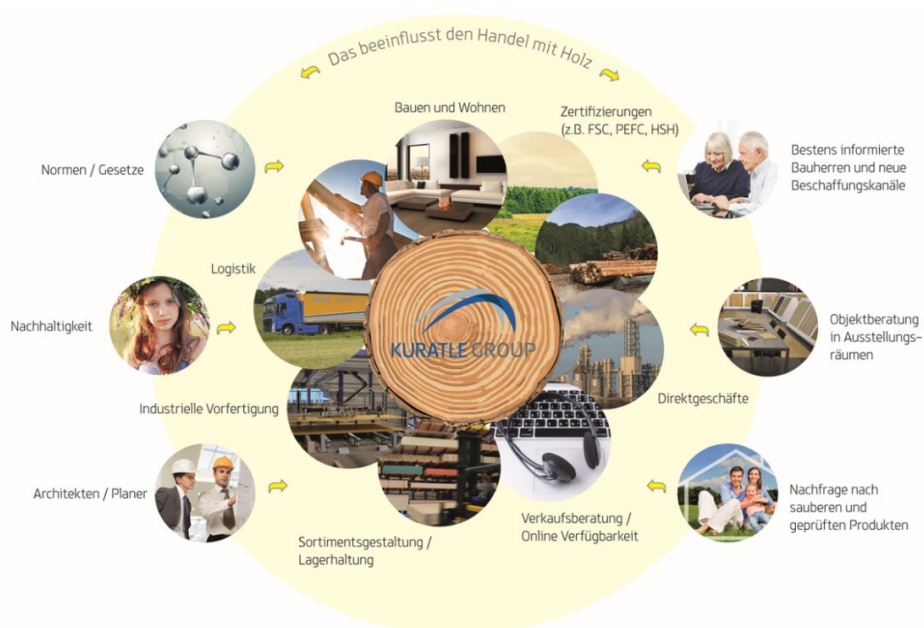 Das beeinflusst den Handel mit Holz
Bauen und Wohnen
Zertifizierungen
(z.B. FSC, PEFC, HSH)
Normen / Gesetze
Bestens informierte
Bauherren und neue
Beschaffungskanäle
Logistik
Nachhaltigkeit
KURATLE GROUP
Objektberatung
in Ausstellungs-
räumen
Industrielle Vorfertigung
Direktgeschäfte
Architekten / Planer
Nachfrage nach
sauberen und
geprüften Produkten
Verkaufsberatung /
Online Verfügbarkeit
Sortimentsgestaltung /
Lagerhaltung